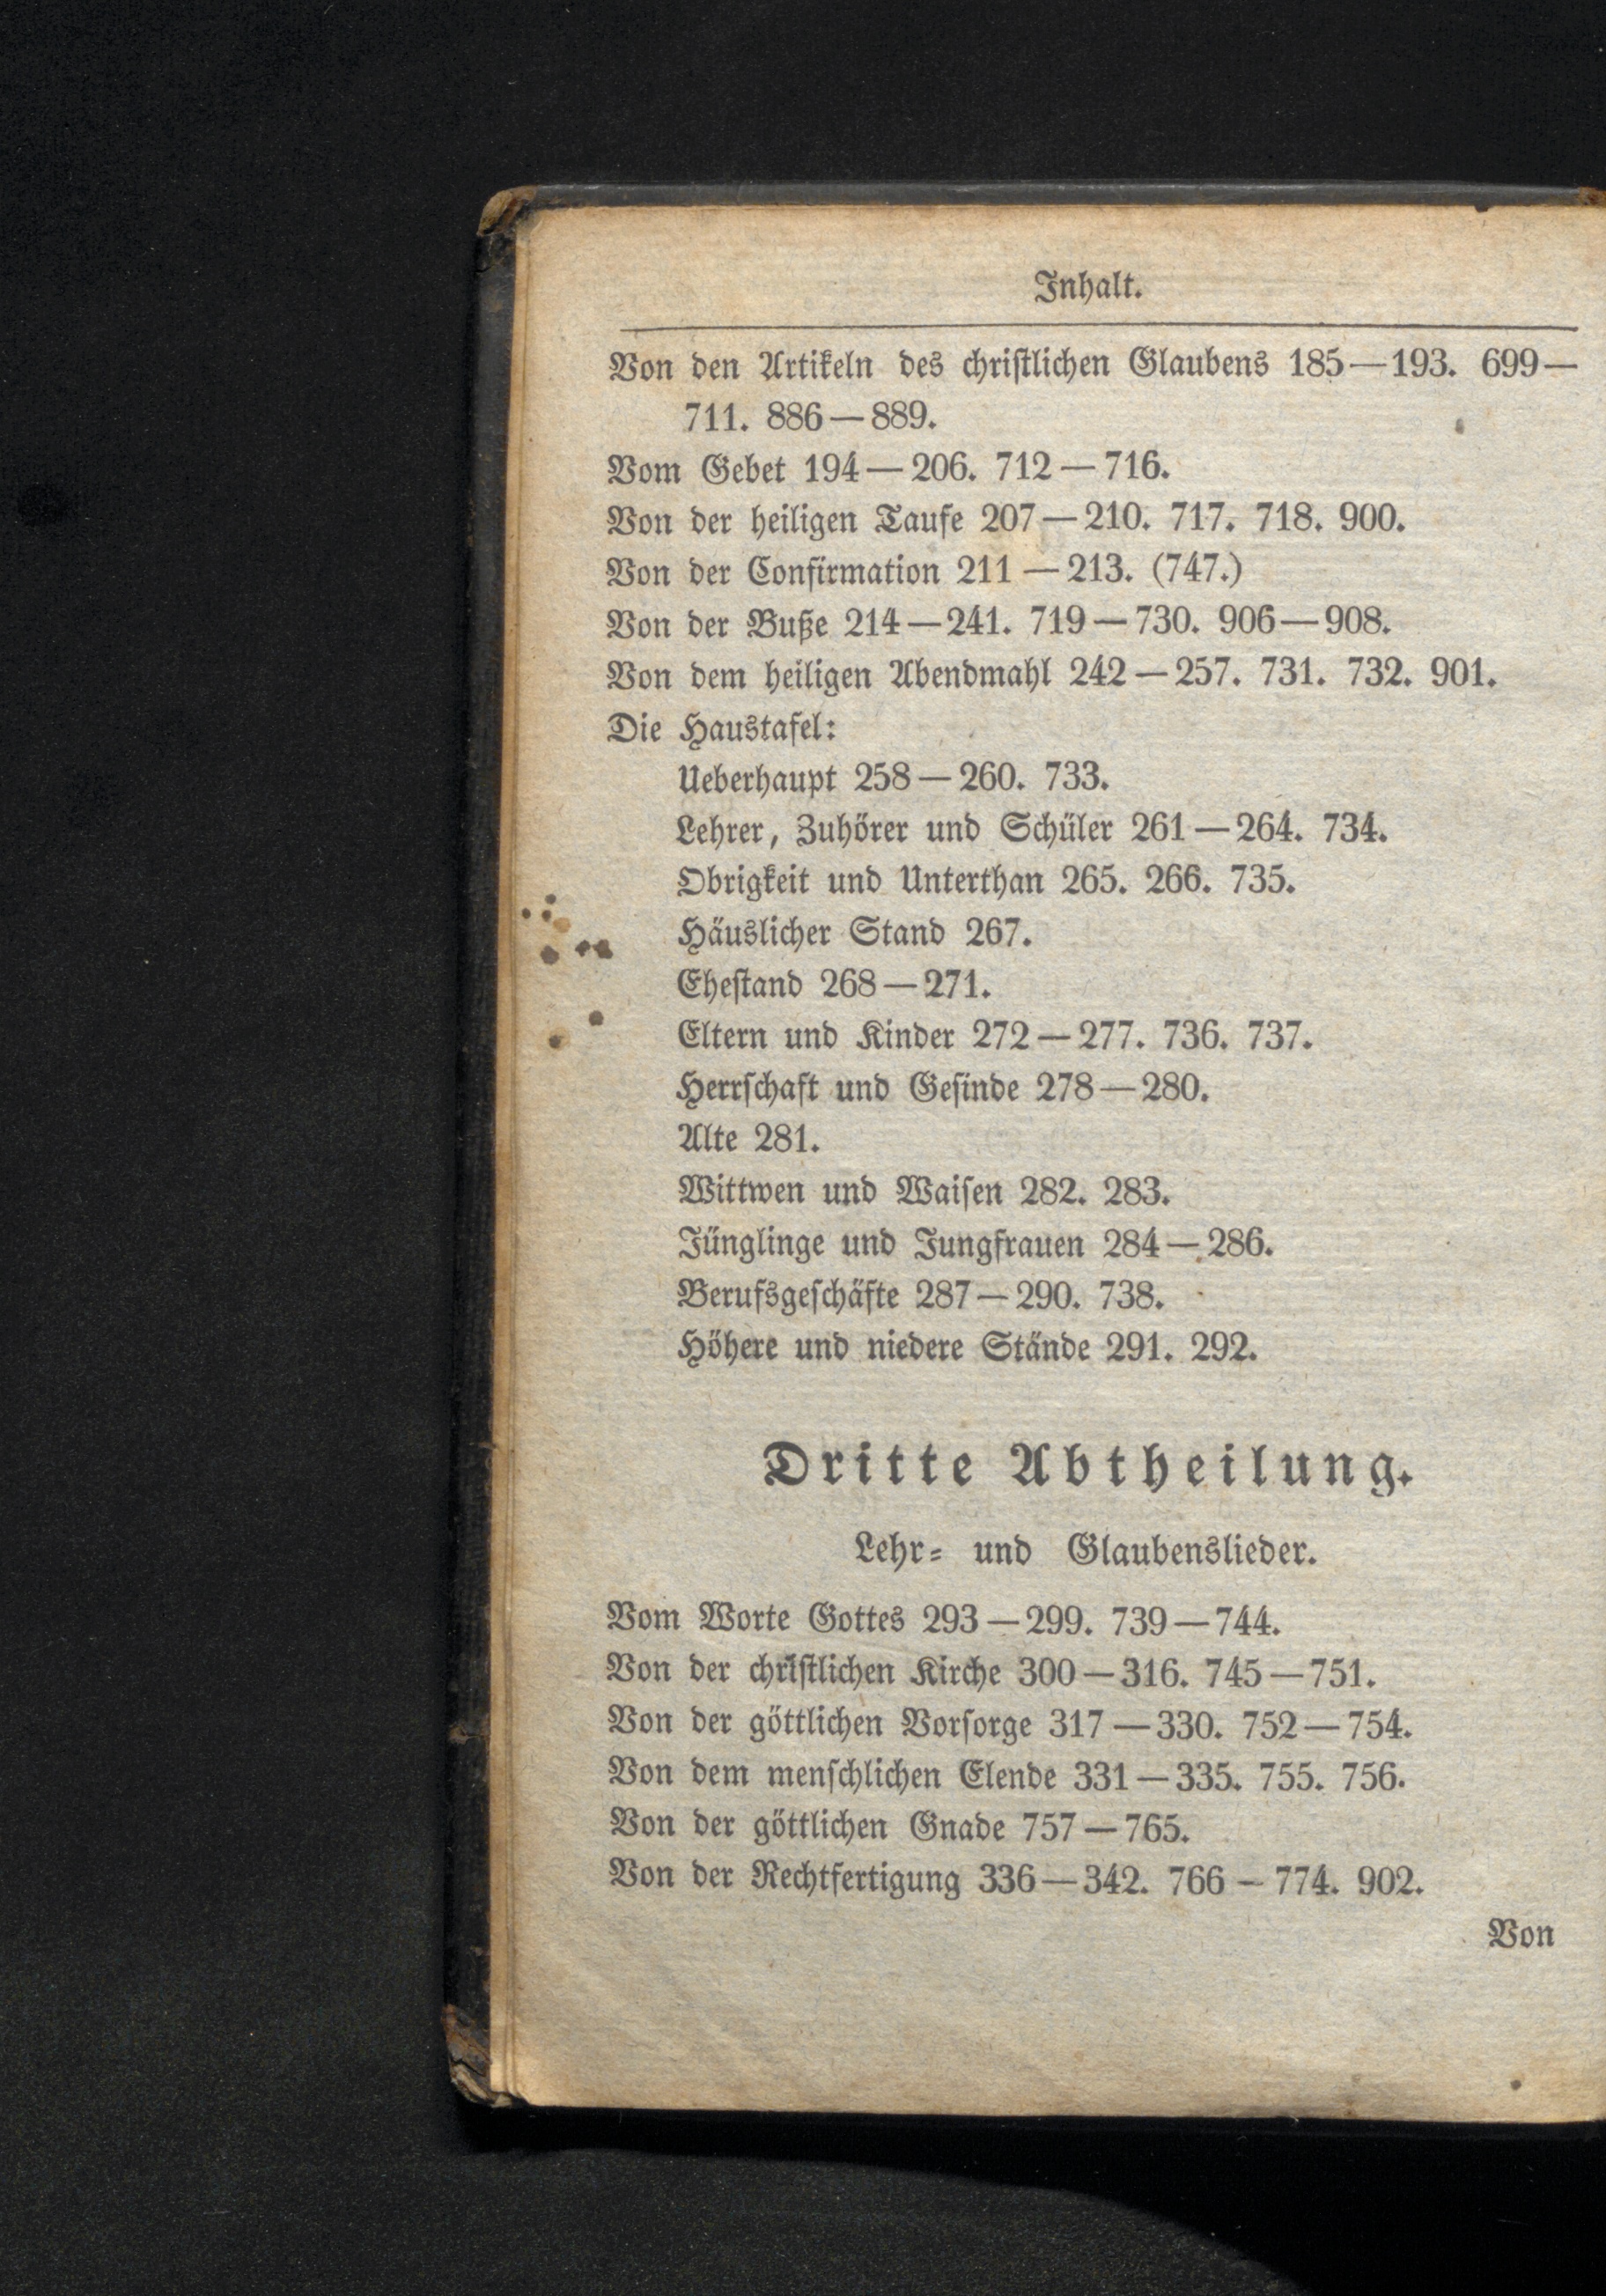 Inhalt.
Von den Artikeln des chriſtlichen Glaubens 185—193. 699—
711. 886—889.
Vom Gebet 194—206. 712—716.
Von der heiligen Taufe 207—210. 717. 718. 900.
Von der Confirmation 211—213. (747.)
Von der Buße 214—241. 719—730. 906—908.
Von dem heiligen Abendmahl 242—257. 731. 732. 901.
Die Haustafel:
Ueberhaupt 258—260. 733.
Lehrer, Zuhörer und Schüler 261—264. 734.
Obrigkeit und Unterthan 265. 266. 735.
Häuslicher Stand 267.
Eheſtand 268—271.
Eltern und Kinder 272—277. 736. 737.
Herrſchaft und Geſinde 278—280.
Alte 281.
Wittwen und Waiſen 282. 283.
Jünglinge und Jungfrauen 284—286.
Berufsgeſchäfte 287—290. 738.
Höhere und niedere Stände 291. 292.
Dritte Abtheilung.
Lehr- und Glaubenslieder.
Vom Worte Gottes 293—299. 739—744.
Von der chriſtlichen Kirche 300—316. 745—751.
Von der göttlichen Vorſorge 317—330. 752—754.
Von dem menſchlichen Elende 331—335. 755. 756.
Von der göttlichen Gnade 757—765.
Von der Rechtfertigung 336—342. 766—774. 902.
Von